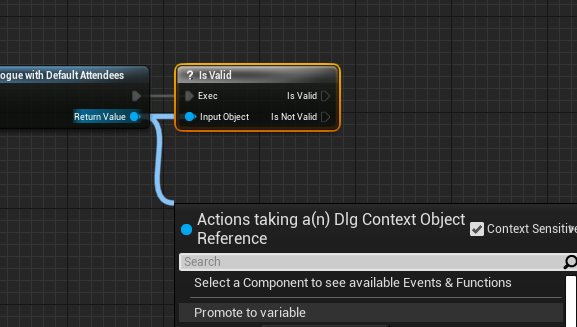 ogue with Default Attendees
? Is Valid
Exec Is Valid
Return Value Input Object Is Not Valid
Actions taking a(n) Dlg Context Object
Reference
Context Sensitive
Search
Select a Component to see available Events & Functions
Promote to variable